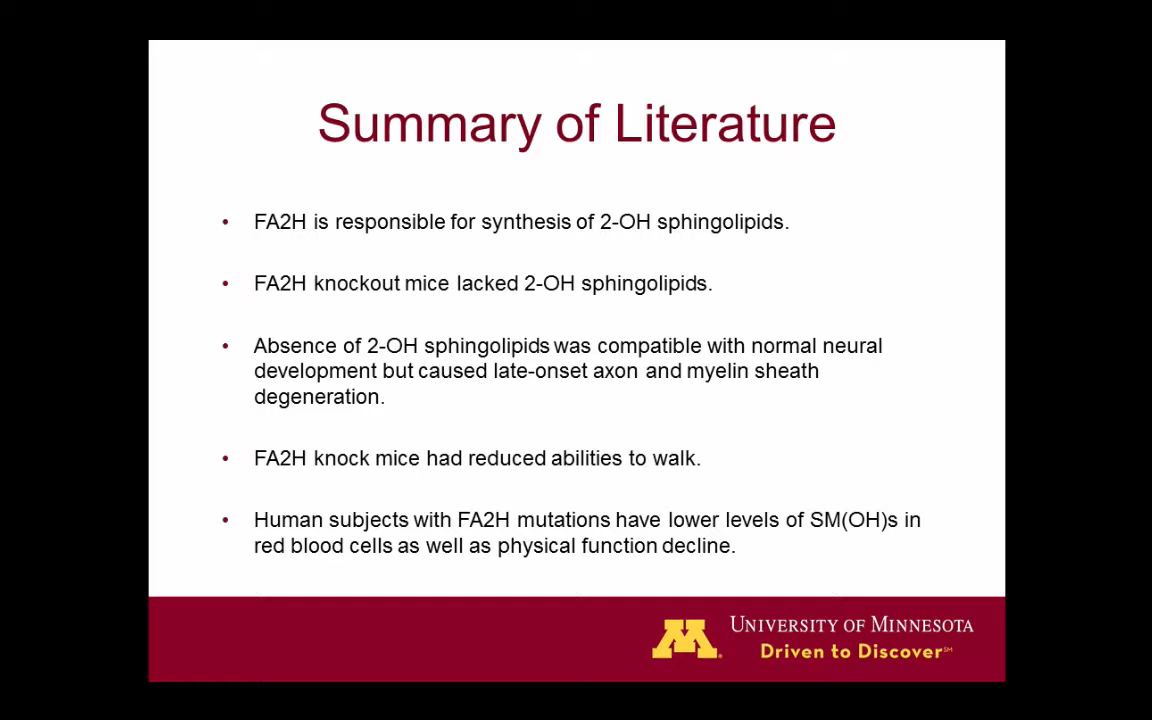 Summary of Literature
• FA2H is responsible for synthesis of 2-OH sphingolipids.
• FA2H knockout mice lacked 2-OH sphingolipids.
• Absence of 2-OH sphingolipids was compatible with normal neural
development but caused late-onset axon and myelin sheath
degeneration.
• FA2H knock mice had reduced abilities to walk.
• Human subjects with FA2H mutations have lower levels of SM(OH)s in
red blood cells as well as physical function decline.
M
UNIVERSITY OF MINNESOTA
Driven to Discover℠